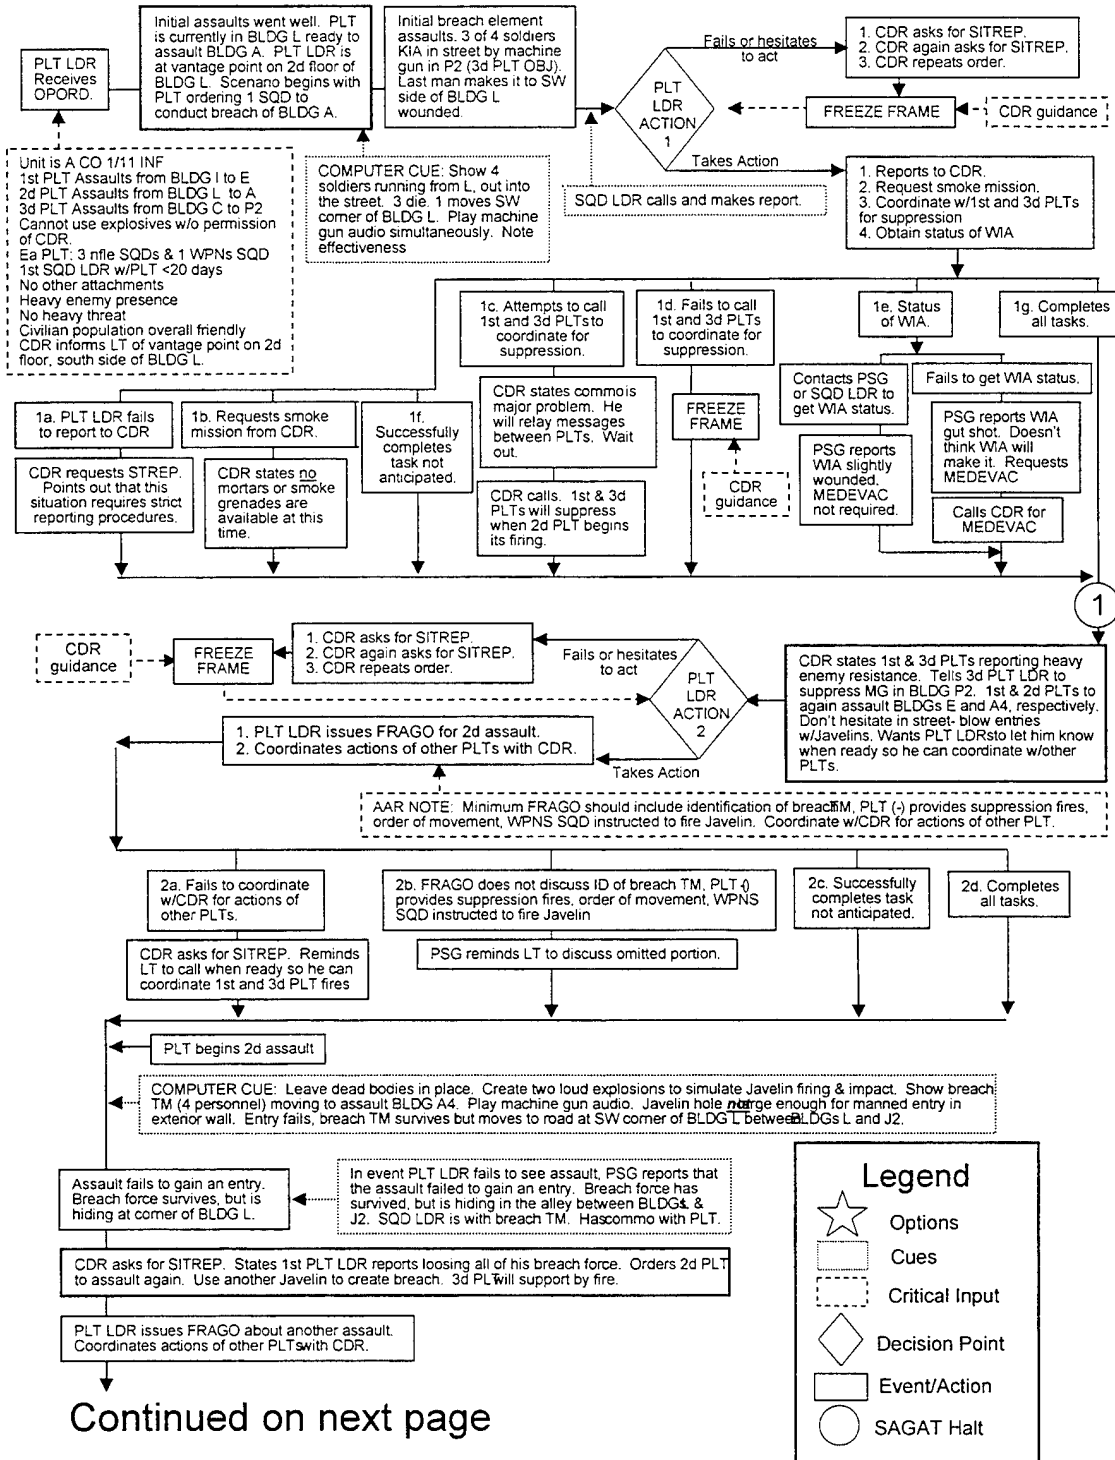 PLT LDR
Receives
OPORD.
Initial assaults went well. PLT
is currently in BLDG L ready to
assault BLDG A. PLT LDR is
at vantage point on 2d floor of
BLDG L. Scenano begins with
PLT ordering 1 SQD to
conduct breach of BLDG A.
Initial breach element
assaults. 3 of 4 soldiers
KIA in street by machine
gun in P2 (3d PLT OBJ).
Last man makes it to SW
side of BLDG L
wounded.
PLT
LDR
ACTION
1
Fails or hesitates
to act
1. CDR asks for SITREP.
2. CDR again asks for SITREP.
3. CDR repeats order.
FREEZE FRAME
CDR guidance
Takes Action
1. Reports to CDR.
2. Request smoke mission.
3. Coordinate w/1st and 3d PLTs
for suppression
4. Obtain status of WIA
Unit is A CO 1/11 INF
1st PLT Assaults from BLDG I to E
2d PLT Assaults from BLDG L to A
3d PLT Assaults from BLDG C to P2
Cannot use explosives w/o permission
of CDR.
Ea PLT: 3 nfle SQDs & 1 WPNs SQD
1st SQD LDR w/PLT <20 days
No other attachments
Heavy enemy presence
No heavy threat
Civilian population overall friendly
CDR informs LT of vantage point on 2d
floor, south side of BLDG L.
COMPUTER CUE: Show 4
soldiers running from L, out into
the street. 3 die. 1 moves SW
corner of BLDG L. Play machine
gun audio simultaneously. Note
effectiveness
SQD LDR calls and makes report.
1a. PLT LDR fails
to report to CDR
CDR requests STREP.
Points out that this
situation requires strict
reporting procedures.
1b. Requests smoke
mission from CDR.
CDR states no
mortars or smoke
grenades are
available at this
time.
1f.
Successfully
completes
task not
anticipated.
1c. Attempts to call
1st and 3d PLTs to
coordinate for
suppression.
CDR states commo is
major problem. He
will relay messages
between PLTs. Wait
out.
CDR calls. 1st & 3d
PLTs will suppress
when 2d PLT begins
its firing.
1d. Fails to call
1st and 3d PLTs
to coordinate for
suppression.
FREEZE
FRAME
CDR
guidance
1e. Status
of WIA.
Contacts PSG
or SQD LDR to
get WIA status.
PSG reports
WIA slightly
wounded.
MEDEVAC
not required.
Fails to get WIA status.
PSG reports WIA
gut shot. Doesn't
think WIA will
make it. Requests
MEDEVAC
Calls CDR for
MEDEVAC
1g. Completes
all tasks.
1
CDR states 1st & 3d PLTs reporting heavy
enemy resistance. Tells 3d PLT LDR to
suppress MG in BLDG P2. 1st & 2d PLTs to
again assault BLDGs E and A4, respectively.
Don't hesitate in street- blow entries
w/Javelins. Wants PLT LDRsto let him know
when ready so he can coordinate w/other
PLTs.
PLT
LDR
ACTION
2
Fails or hesitates
to act
1. CDR asks for SITREP.
2. CDR again asks for SITREP.
3. CDR repeats order.
FREEZE
FRAME
CDR
guidance
Takes Action
1. PLT LDR issues FRAGO for 2d assault.
2. Coordinates actions of other PLTs with CDR.
AAR NOTE: Minimum FRAGO should include identification of breach TM, PLT (-) provides suppression fires,
order of movement, WPNS SQD instructed to fire Javelin. Coordinate w/CDR for actions of other PLT.
2a. Fails to coordinate
w/CDR for actions of
other PLTs.
CDR asks for SITREP. Reminds
LT to call when ready so he can
coordinate 1st and 3d PLT fires
2b. FRAGO does not discuss ID of breach TM, PLT (-)
provides suppression fires, order of movement, WPNS
SQD instructed to fire Javelin
PSG reminds LT to discuss omitted portion.
2c. Successfully
completes task
not anticipated.
2d. Completes
all tasks.
PLT begins 2d assault
COMPUTER CUE: Leave dead bodies in place. Create two loud explosions to simulate Javelin firing & impact. Show breach
TM (4 personnel) moving to assault BLDG A4. Play machine gun audio. Javelin hole not large enough for manned entry in
exterior wall. Entry fails, breach TM survives but moves to road at SW corner of BLDG L between BLDGs L and J2.
Assault fails to gain an entry.
Breach force survives, but is
hiding at corner of BLDG L.
In event PLT LDR fails to see assault, PSG reports that
the assault failed to gain an entry. Breach force has
survived, but is hiding in the alley between BLDGs L &
J2. SQD LDR is with breach TM. Has commo with PLT.
CDR asks for SITREP. States 1st PLT LDR reports loosing all of his breach force. Orders 2d PLT
to assault again. Use another Javelin to create breach. 3d PLT will support by fire.
PLT LDR issues FRAGO about another assault.
Coordinates actions of other PLTs with CDR.
Continued on next page
Legend
Options
Cues
Critical Input
Decision Point
Event/Action
SAGAT Halt